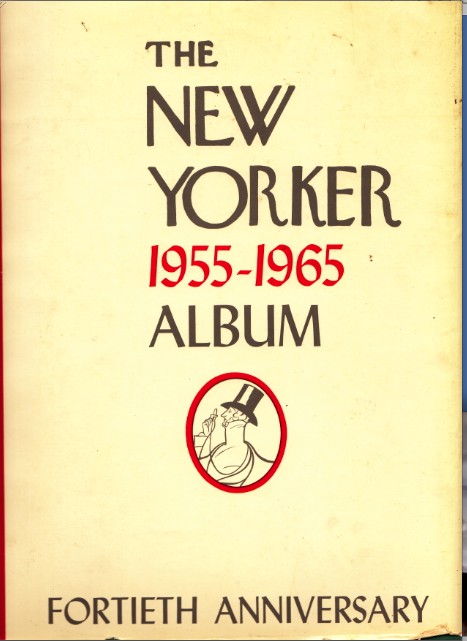 THE
NEW
YORKER
1955-1965
ALBUM
FORTIETH ANNIVERSARY